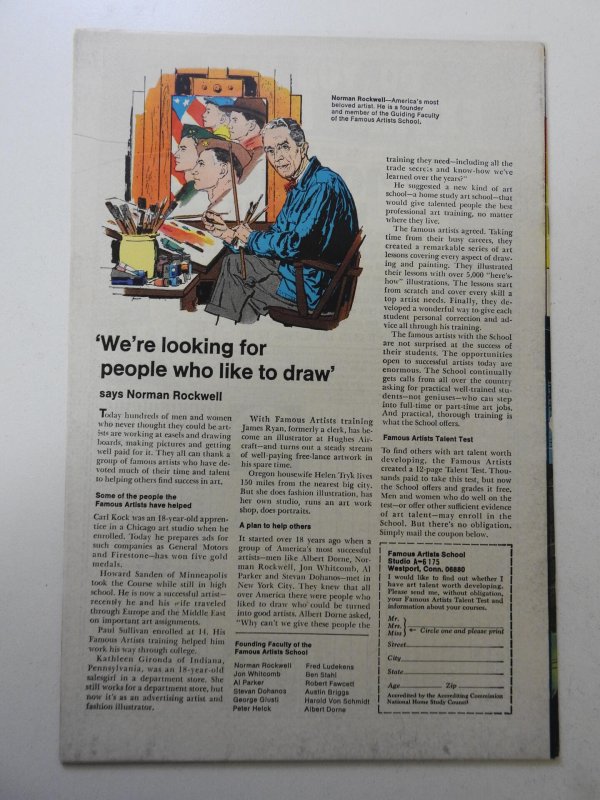 Norman Rockwell—America's most
beloved artist. He is a founder
and member of the Guiding Faculty
of the Famous Artists School.
'We're looking for
people who like to draw'
says Norman Rockwell
Today hundreds of men and women
who never thought they could be art-
ists are working at easels and drawing
boards, making pictures and getting
well paid for it. They all can thank a
group of famous artists who have de-
voted much of their time and talent
to helping others find success in art.
Some of the people the
Famous Artists have helped
Carl Kock was an 18-year-old appren-
tice in a Chicago art studio when he
enrolled. Today he prepares ads for
such companies as General Motors
and Firestone—has won five gold
medals.
Howard Sanden of Minneapolis
took the Course while still in high
school. He is now a successful artist—
recently he and his wife traveled
through Europe and the Middle East
on important art assignments.
Paul Sullivan enrolled at 14. His
Famous Artists training helped him
work his way through college.
Kathleen Gironda of Indiana,
Pennsylvania, was an 18-year-old
salesgirl in a department store. She
still works for a department store, but
now it's as an advertising artist and
fashion illustrator.
With Famous Artists training
James Ryan, formerly a clerk, has be-
come an illustrator at Hughes Air-
craft—and turns out a steady stream
of well-paying free-lance artwork in
his spare time.
Oregon housewife Helen Tryk lives
150 miles from the nearest big city.
But she does fashion illustration, has
her own studio, runs an art work
shop, does portraits.
A plan to help others
It started over 18 years ago when a
group of America's most successful
artists—men like Albert Dorne, Nor-
man Rockwell, Jon Whitcomb, Al
Parker and Stevan Dohanos—met in
New York City. They knew that all
over America there were people who
liked to draw who could be turned
into good artists. Albert Dorne asked,
"Why can't we give these people the
Founding Faculty of the
Famous Artists School
Norman Rockwell
Jon Whitcomb
Al Parker
Stevan Dohanos
George Giusti
Peter Helck
Fred Ludekens
Ben Stahl
Robert Fawcett
Austin Briggs
Harold Von Schmidt
Albert Dorne
training they need—including all the
trade secrets and know-how we've
learned over the years?"
He suggested a new kind of art
school—a home study art school—that
would give talented people the best
professional art training, no matter
where they live.
The famous artists agreed. Taking
time from their busy careers, they
created a remarkable series of art
lessons covering every aspect of draw-
ing and painting. They illustrated
their lessons with over 5,000 "here's-
how" illustrations. The lessons start
from scratch and cover every skill a
top artist needs. Finally, they de-
veloped a wonderful way to give each
student personal correction and ad-
vice all through his training.
The famous artists with the School
are not surprised at the success of
their students. The opportunities
open to successful artists today are
enormous. The School continually
gets calls from all over the country
asking for practical well-trained stu-
dents—not geniuses—who can step
into full-time or part-time art jobs.
And practical, thorough training is
what the School offers.
Famous Artists Talent Test
To find others with art talent worth
developing, the Famous Artists
created a 12-page Talent Test. Thou-
sands paid to take this test, but now
the School offers and grades it free.
Men and women who do well on the
test—or offer other sufficient evidence
of art talent—may enroll in the
School. But there's no obligation.
Simply mail the coupon below.
Famous Artists School
Studio A-6175
Westport, Conn. 06880
I would like to find out whether I
have art talent worth developing.
Please send me, without obligation,
your Famous Artists Talent Test and
information about your courses.
Mr.
Mrs. ← Circle one and please print
Miss
Street
City
State
Age Zip
Accredited by the Accrediting Commission
National Home Study Council